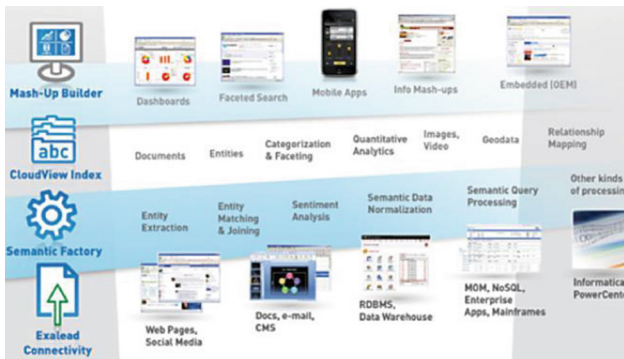 Mash-Up Builder
Dashboards
Faceted Search
Mobile Apps
Info Mash-ups
Embedded (OEM)
abc
CloudView Index
Documents
Entities
Categorization
& Faceting
Quantitative
Analytics
Images,
Video
Geodata
Relationship
Mapping
Semantic Factory
Entity
Extraction
Entity
Matching
& Joining
Sentiment
Analysis
Semantic Data
Normalization
Semantic Query
Processing
Other kinds
of processing
Exalead
Connectivity
Web Pages,
Social Media
Docs, e-mail,
CMS
RDBMS,
Data Warehouse
MOM, NoSQL,
Enterprise
Apps, Mainframes
Informatica
PowerCente